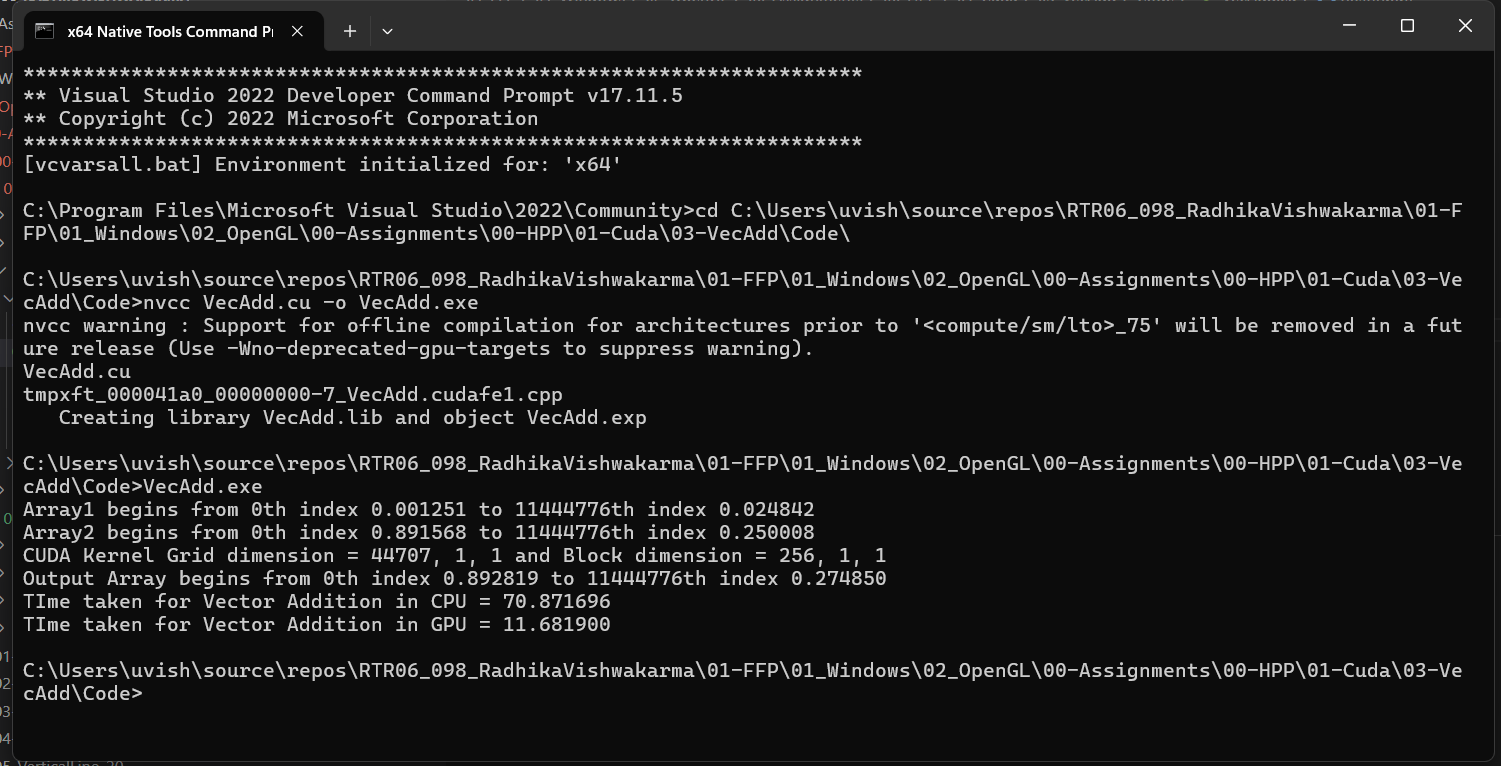 x64 Native Tools Command Pr
**********************************************************************
** Visual Studio 2022 Developer Command Prompt v17.11.5
** Copyright (c) 2022 Microsoft Corporation
**********************************************************************
[vcvarsall.bat] Environment initialized for: 'x64'
C:\Program Files\Microsoft Visual Studio\2022\Community>cd C:\Users\uvish\source\repos\RTR06_098_RadhikaVishwakarma\01-F
FP\01_Windows\02_OpenGL\00-Assignments\00-HPP\01-Cuda\03-VecAdd\Code\
C:\Users\uvish\source\repos\RTR06_098_RadhikaVishwakarma\01-FFP\01_Windows\02_OpenGL\00-Assignments\00-HPP\01-Cuda\03-Ve
cAdd\Code>nvcc VecAdd.cu -o VecAdd.exe
nvcc warning : Support for offline compilation for architectures prior to '<compute/sm/lto>_75' will be removed in a fut
ure release (Use -Wno-deprecated-gpu-targets to suppress warning).
VecAdd.cu
tmpxft_000041a0_00000000-7_VecAdd.cudafe1.cpp
   Creating library VecAdd.lib and object VecAdd.exp
C:\Users\uvish\source\repos\RTR06_098_RadhikaVishwakarma\01-FFP\01_Windows\02_OpenGL\00-Assignments\00-HPP\01-Cuda\03-Ve
cAdd\Code>VecAdd.exe
Array1 begins from 0th index 0.001251 to 11444776th index 0.024842
Array2 begins from 0th index 0.891568 to 11444776th index 0.250008
CUDA Kernel Grid dimension = 44707, 1, 1 and Block dimension = 256, 1, 1
Output Array begins from 0th index 0.892819 to 11444776th index 0.274850
TIme taken for Vector Addition in CPU = 70.871696
TIme taken for Vector Addition in GPU = 11.681900
C:\Users\uvish\source\repos\RTR06_098_RadhikaVishwakarma\01-FFP\01_Windows\02_OpenGL\00-Assignments\00-HPP\01-Cuda\03-Ve
cAdd\Code>